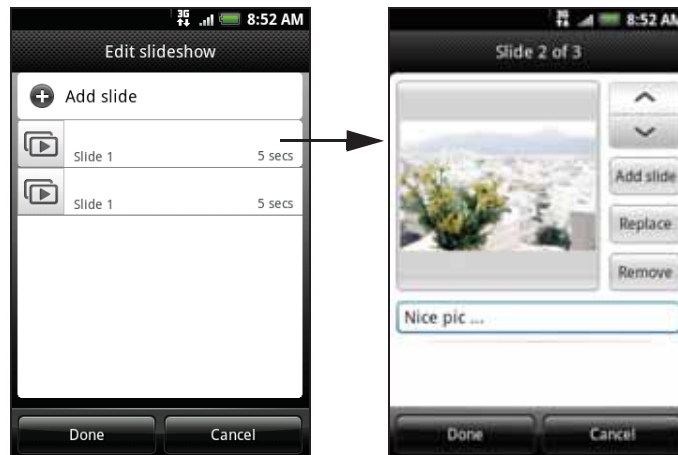 3G 8:52 AM
Edit slideshow
Add slide
Slide 1 5 secs
Slide 1 5 secs
Done Cancel
8:52 AM
Slide 2 of 3
Add slide
Replace
Remove
Nice pic ...
Done Cancel